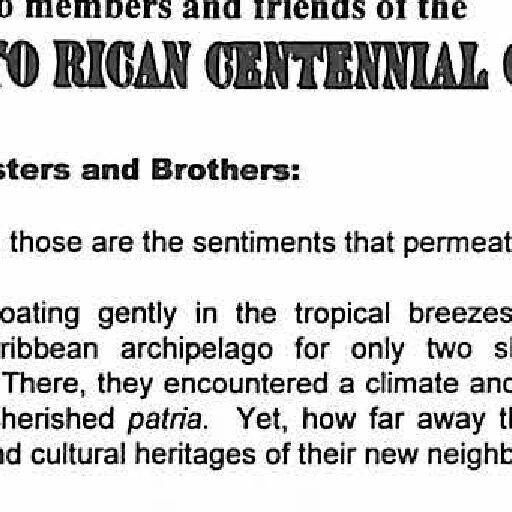 o members and friends of the
TO RICAN CENTENNIAL C
sters and Brothers:
those are the sentiments that permeat
oating gently in the tropical breezes
ribbean archipelago for only two sl
There, they encountered a climate and
herished patria. Yet, how far away th
nd cultural heritages of their new neighb